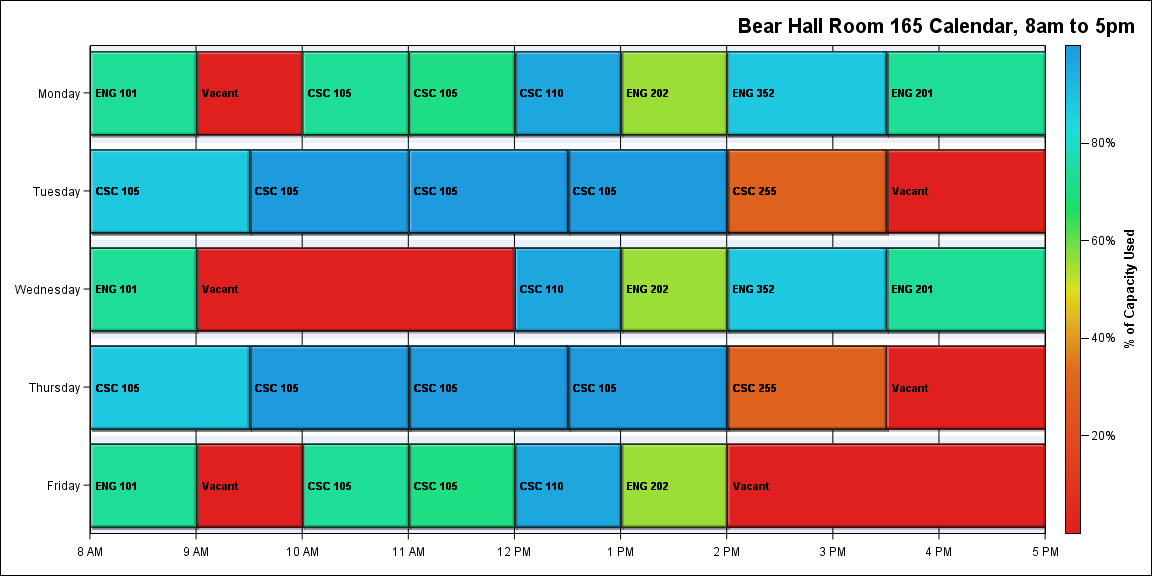 Bear Hall Room 165 Calendar, 8am to 5pm
Monday
ENG 101
Vacant
CSC 105
CSC 105
CSC 110
ENG 202
ENG 352
ENG 201
Tuesday
CSC 105
CSC 105
CSC 105
CSC 105
CSC 255
Vacant
Wednesday
ENG 101
Vacant
CSC 110
ENG 202
ENG 352
ENG 201
Thursday
CSC 105
CSC 105
CSC 105
CSC 105
CSC 255
Vacant
Friday
ENG 101
Vacant
CSC 105
CSC 105
CSC 110
ENG 202
Vacant
8 AM
9 AM
10 AM
11 AM
12 PM
1 PM
2 PM
3 PM
4 PM
5 PM
80%
60%
40%
20%
% of Capacity Used